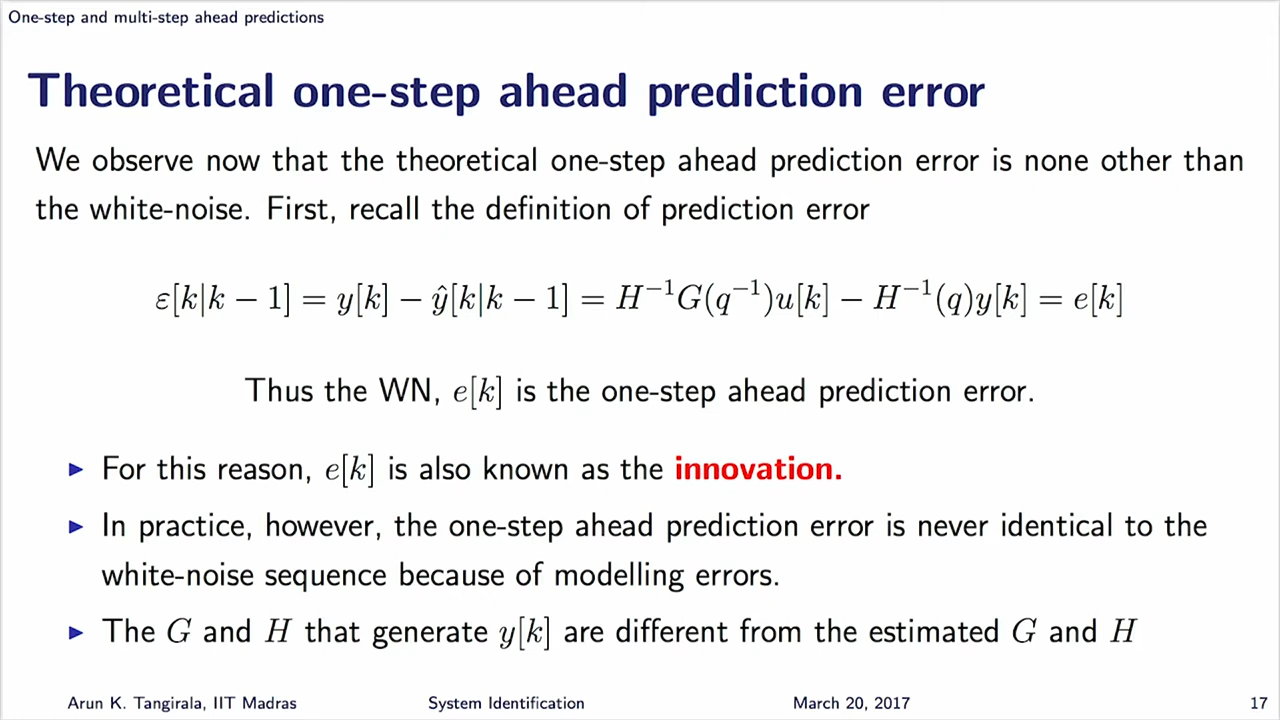 One-step and multi-step ahead predictions
Theoretical one-step ahead prediction error
We observe now that the theoretical one-step ahead prediction error is none other than
the white-noise. First, recall the definition of prediction error
ε[k|k − 1] = y[k] − ŷ[k|k − 1] = H⁻¹G(q⁻¹)u[k] − H⁻¹(q)y[k] = e[k]
Thus the WN, e[k] is the one-step ahead prediction error.
▶ For this reason, e[k] is also known as the innovation.
▶ In practice, however, the one-step ahead prediction error is never identical to the
white-noise sequence because of modelling errors.
▶ The G and H that generate y[k] are different from the estimated G and H
Arun K. Tangirala, IIT Madras System Identification March 20, 2017 17